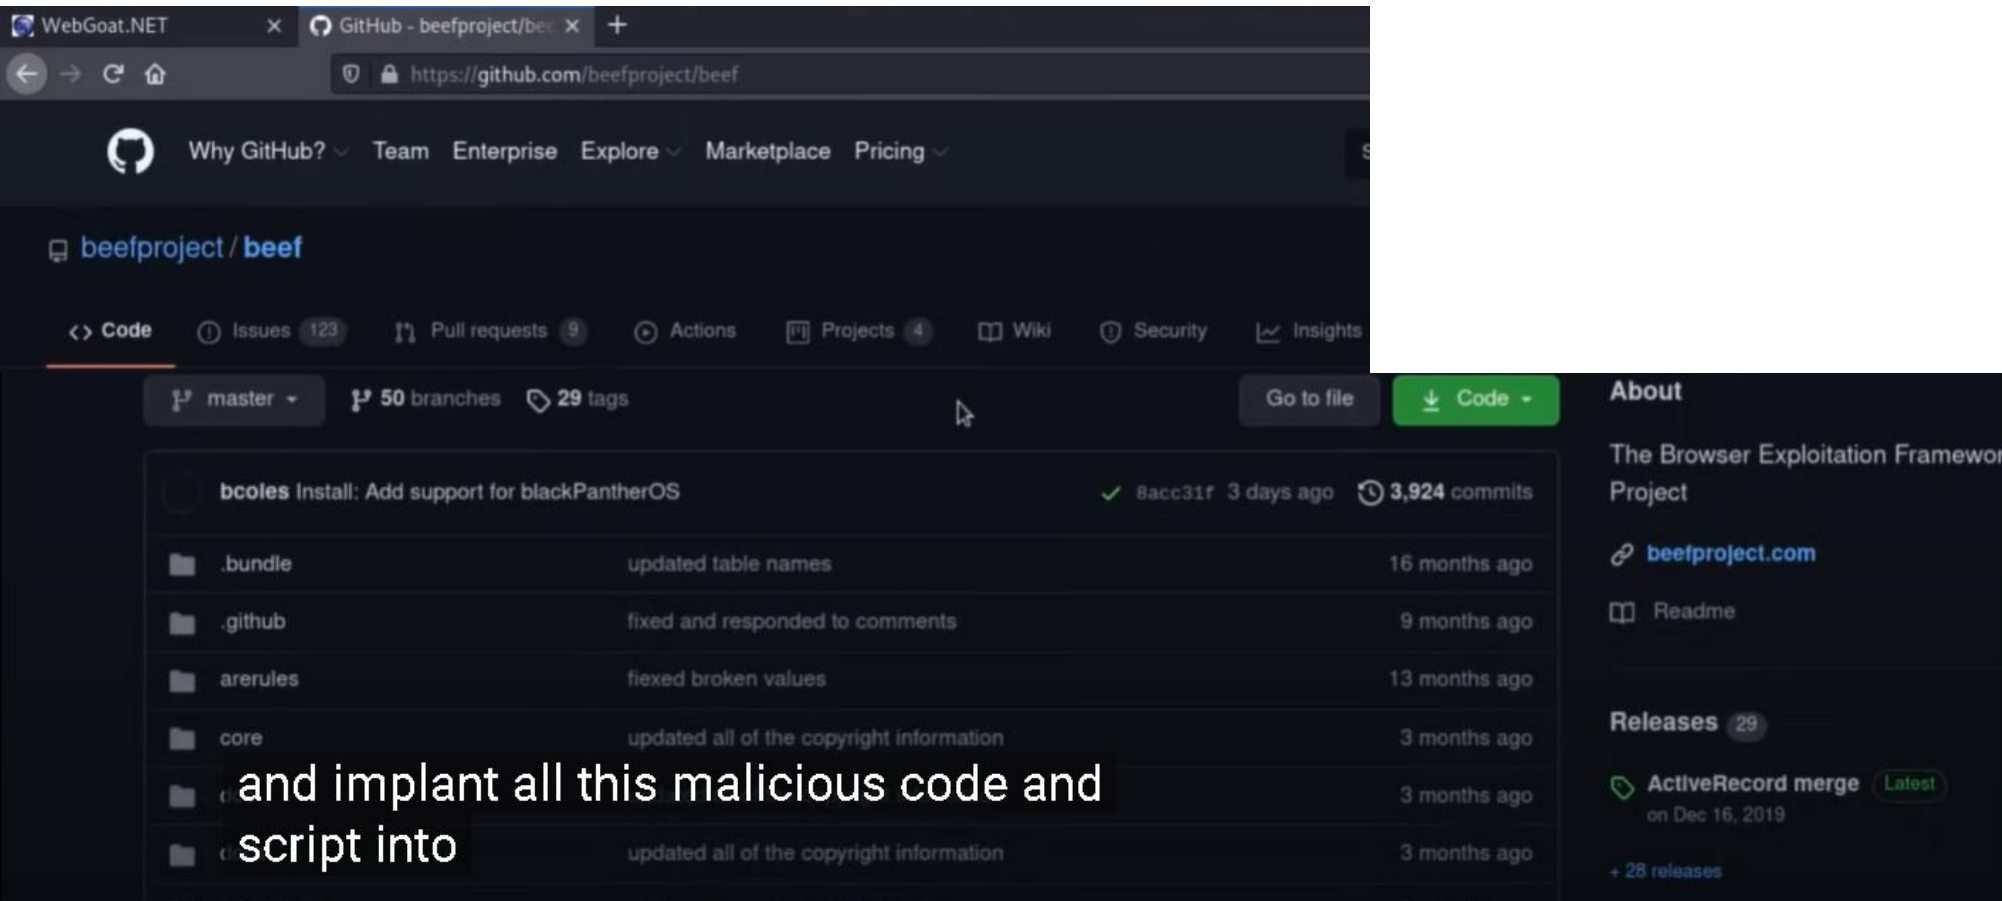 WebGoat.NET
GitHub - beefproject/bee
https://github.com/beefproject/beef
Why GitHub? Team Enterprise Explore Marketplace Pricing
beefproject / beef
Code Issues 123 Pull requests 9 Actions Projects 4 Wiki Security Insights
master 50 branches 29 tags Go to file Code
bcoles Install: Add support for blackPantherOS 8acc31f 3 days ago 3,924 commits
.bundle updated table names 16 months ago
.github fixed and responded to comments 9 months ago
arerules fiexed broken values 13 months ago
core updated all of the copyright information 3 months ago
3 months ago
updated all of the copyright information 3 months ago
and implant all this malicious code and
script into
About
The Browser Exploitation Framewor
Project
beefproject.com
Readme
Releases 29
ActiveRecord merge Latest
on Dec 16, 2019
+ 28 releases